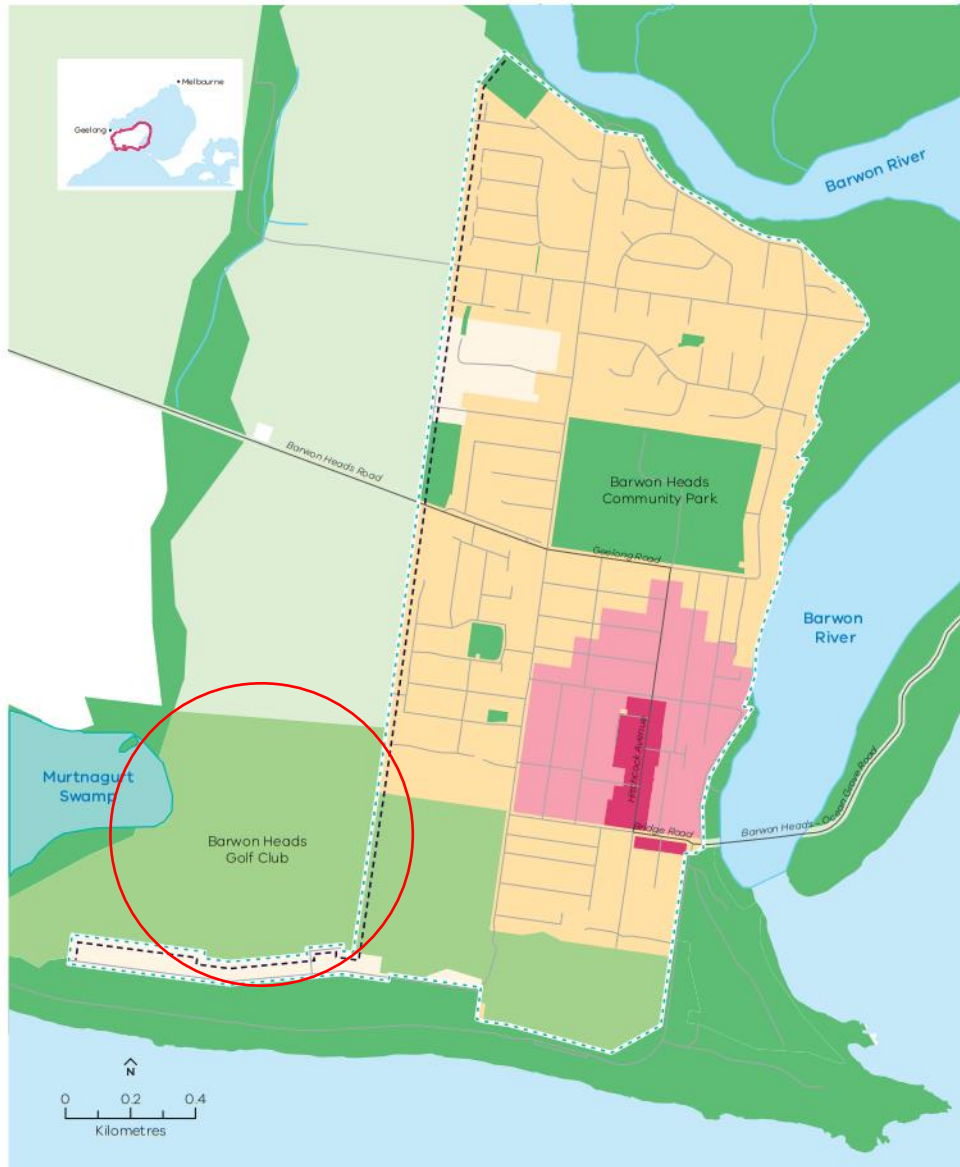 Melbourne
Geelong
Barwon River
Barwon Heads Road
Barwon Heads
Community Park
Geelong Road
Barwon
River
Hitchcock Avenue
Murtnagurt
Swamp
Barwon Heads
Golf Club
Bridge Road
Barwon Heads - Ocean Grove Road
N
0 0.2 0.4
Kilometres